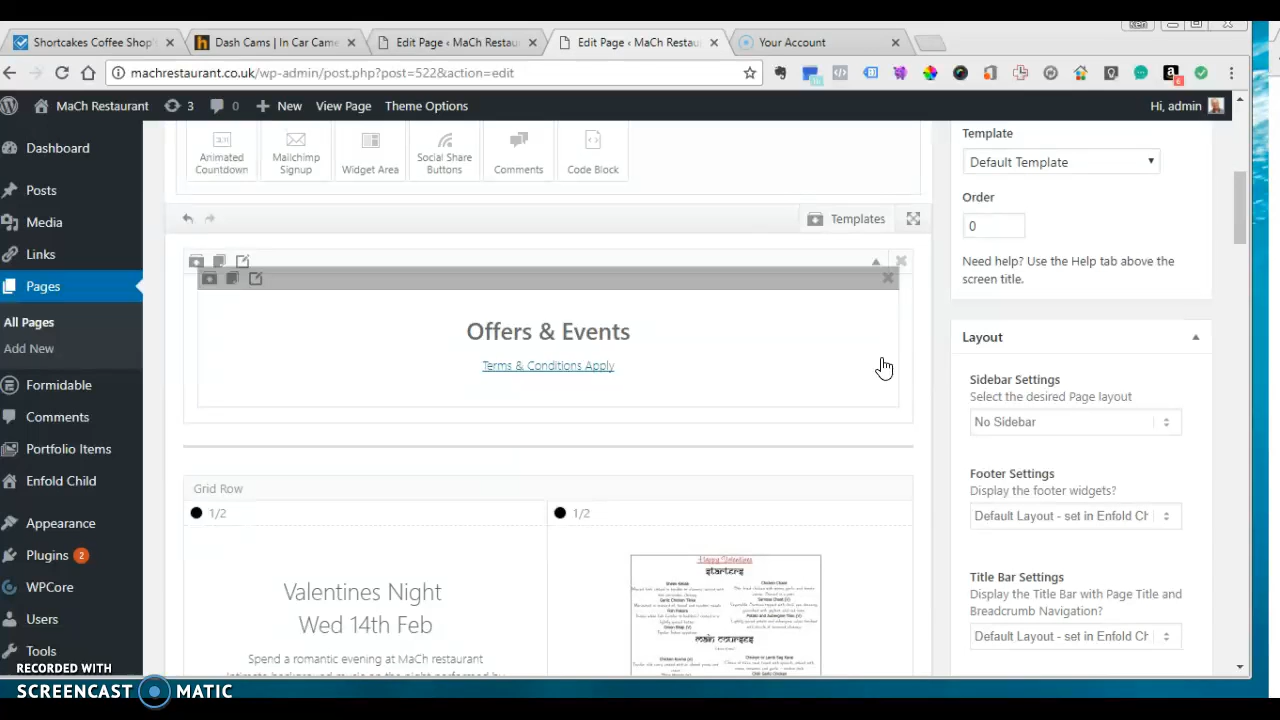 Ken
Shortcakes Coffee Shop
Dash Cams | In Car Came
Edit Page ‹ MaCh Restau
Edit Page ‹ MaCh Restau
Your Account
machrestaurant.co.uk/wp-admin/post.php?post=522&action=edit
MaCh Restaurant
3
0
New
View Page
Theme Options
Hi, admin
Dashboard
Posts
Media
Links
Pages
All Pages
Add New
Formidable
Comments
Portfolio Items
Enfold Child
Appearance
Plugins 2
WPCore
Users
Tools
Animated Countdown
Mailchimp Signup
Widget Area
Social Share Buttons
Comments
Code Block
Templates
Offers & Events
Terms & Conditions Apply
Grid Row
1/2
1/2
Valentines Night
Wed 14th Feb
Spend a romantic evening at MaCh restaurant
Happy Valentines
starters
main courses
Template
Default Template
Order
0
Need help? Use the Help tab above the
screen title.
Layout
Sidebar Settings
Select the desired Page layout
No Sidebar
Footer Settings
Display the footer widgets?
Default Layout - set in Enfold Ch
Title Bar Settings
Display the Title Bar with Page Title and
Breadcrumb Navigation?
Default Layout - set in Enfold Ch
RECORDED WITH
SCREENCAST MATIC